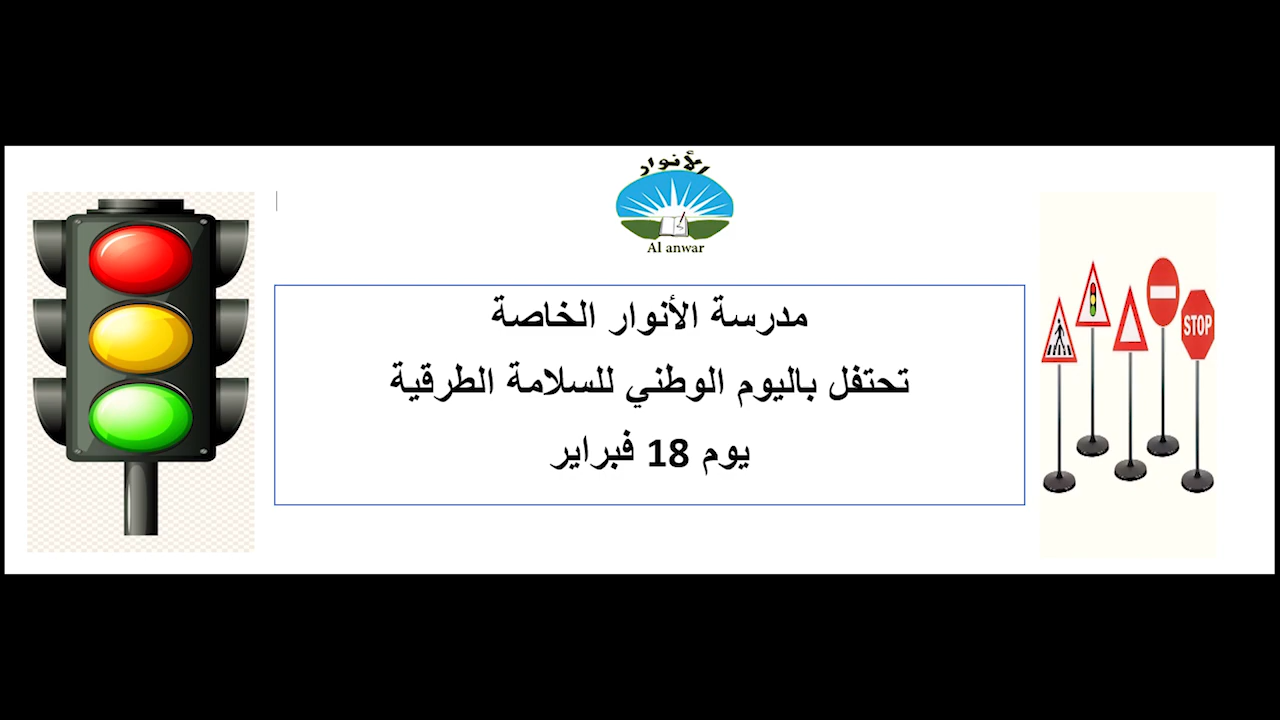 الأنوار
Al anwar
مدرسة الأنوار الخاصة
تحتفل باليوم الوطني للسلامة الطرقية
يوم 18 فبراير
STOP